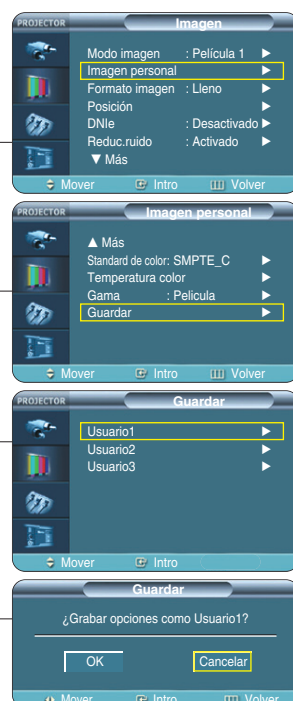 PROJECTOR Imagen
Modo imagen : Película 1 ►
Imagen personal ►
Formato imagen : Lleno ►
Posición ►
DNIe : Desactivado ►
Reduc.ruido : Activado ►
▼ Más
Mover Intro Volver
PROJECTOR Imagen personal
▲ Más
Standard de color: SMPTE_C ►
Temperatura color ►
Gama : Pelicula ►
Guardar ►
Mover Intro Volver
PROJECTOR Guardar
Usuario1 ►
Usuario2 ►
Usuario3 ►
Mover Intro
Guardar
¿Grabar opciones como Usuario1?
OK Cancelar
Mover Intro Volver